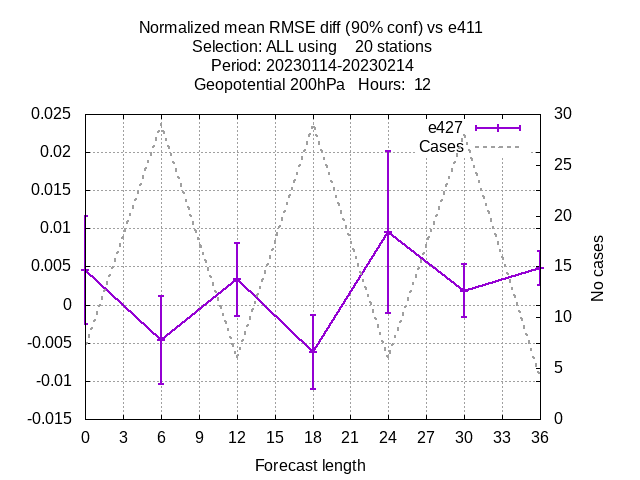 Normalized mean RMSE diff (90% conf) vs e411
Selection: ALL using    20 stations
Period: 20230114-20230214
Geopotential 200hPa   Hours:  12
0.025
0.02
0.015
0.01
0.005
0
-0.005
-0.01
-0.015
e427
Cases
30
25
20
15
10
5
0
No cases
0 3 6 9 12 15 18 21 24 27 30 33 36
Forecast length